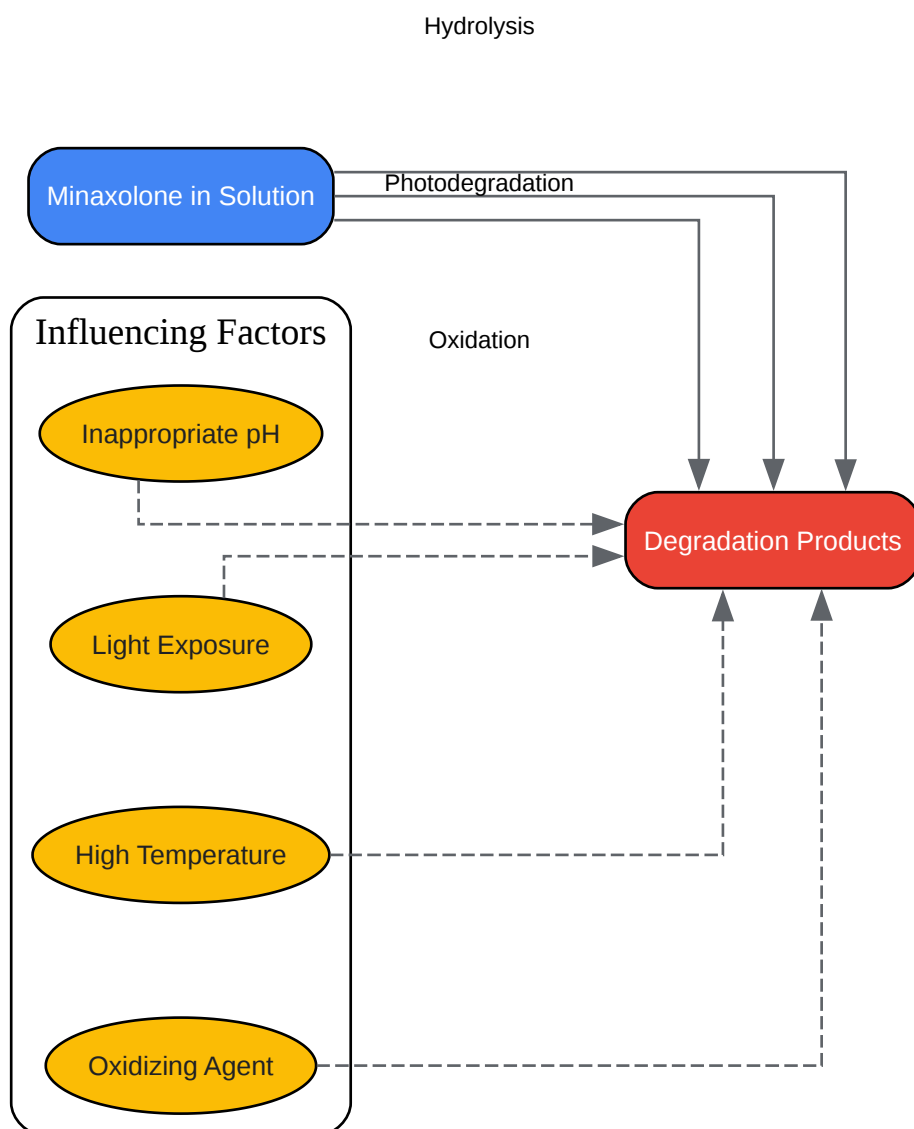 Hydrolysis
Minaxolone in Solution
Photodegradation
Influencing Factors
Oxidation
Inappropriate pH
Degradation Products
Light Exposure
High Temperature
Oxidizing Agent